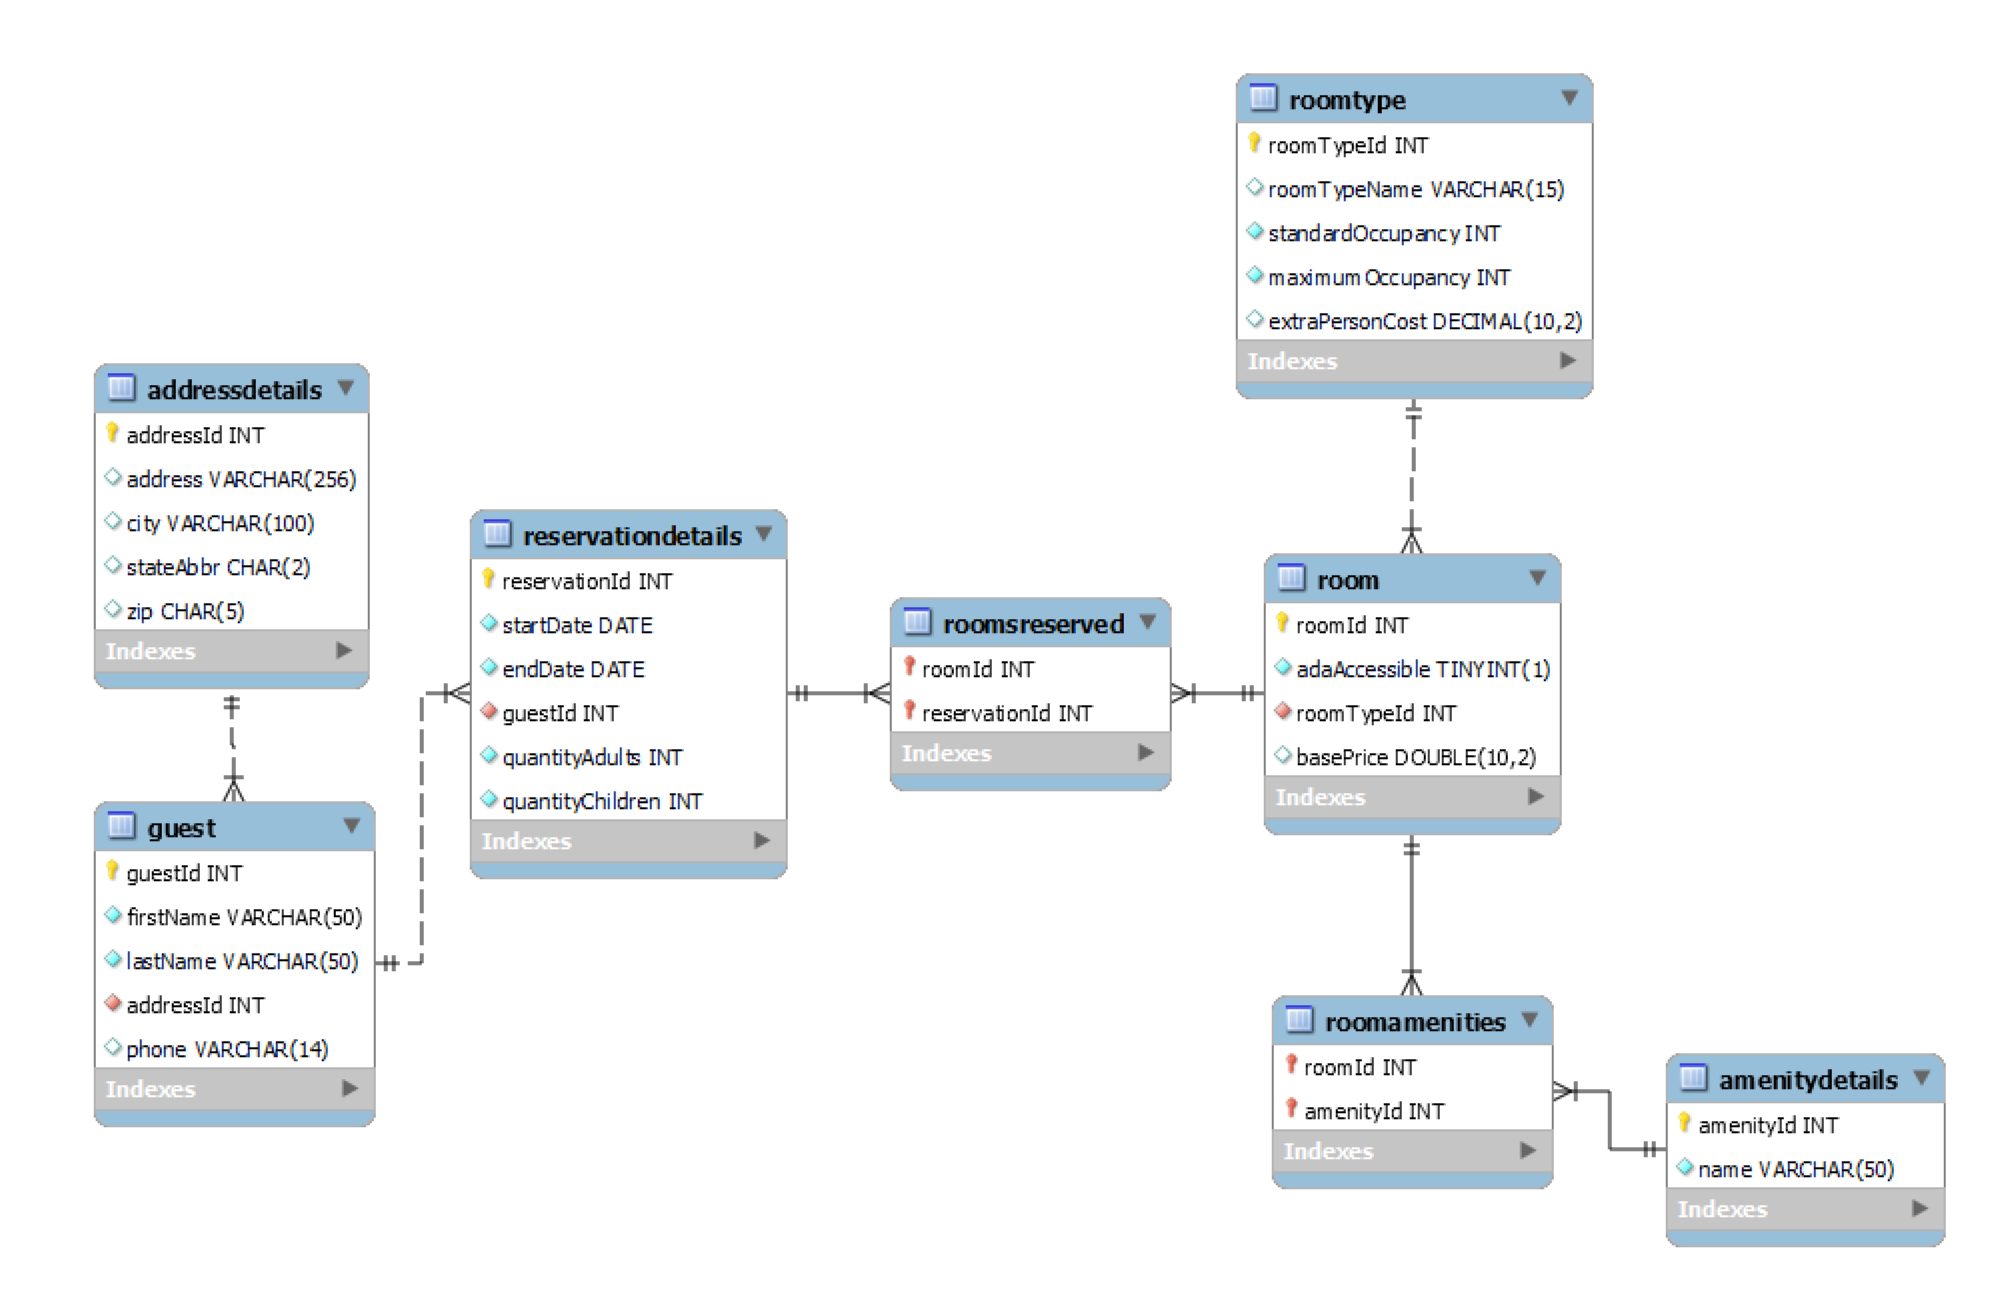 roomtype
roomTypeId INT
roomTypeName VARCHAR(15)
standardOccupancy INT
maximumOccupancy INT
extraPersonCost DECIMAL(10,2)
Indexes
addressdetails
addressId INT
address VARCHAR(256)
city VARCHAR(100)
stateAbbr CHAR(2)
zip CHAR(5)
Indexes
reservationdetails
reservationId INT
startDate DATE
endDate DATE
guestId INT
quantityAdults INT
quantityChildren INT
Indexes
roomsreserved
roomId INT
reservationId INT
Indexes
room
roomId INT
adaAccessible TINYINT(1)
roomTypeId INT
basePrice DOUBLE(10,2)
Indexes
guest
guestId INT
firstName VARCHAR(50)
lastName VARCHAR(50)
addressId INT
phone VARCHAR(14)
Indexes
roomamenities
roomId INT
amenityId INT
Indexes
amenitydetails
amenityId INT
name VARCHAR(50)
Indexes